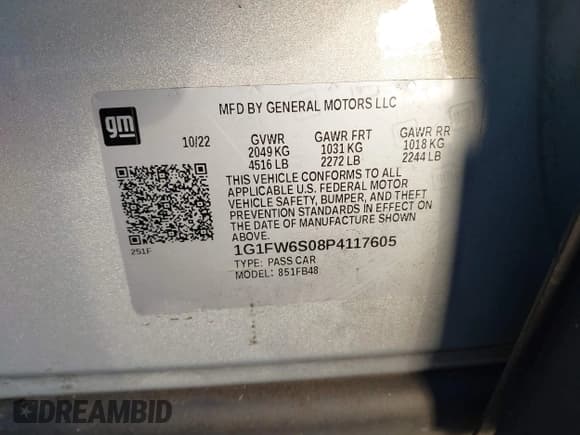 MFD BY GENERAL MOTORS LLC
gm
10/22 GVWR GAWR FRT GAWR RR
2049 KG 1031 KG 1018 KG
4516 LB 2272 LB 2244 LB
THIS VEHICLE CONFORMS TO ALL
APPLICABLE U.S. FEDERAL MOTOR
VEHICLE SAFETY, BUMPER, AND THEFT
PREVENTION STANDARDS IN EFFECT ON
THE DATE OF MANUFACTURE SHOWN
ABOVE.
251F
1G1FW6S08P4117605
TYPE: PASS CAR
MODEL: 851FB48
DREAMBID